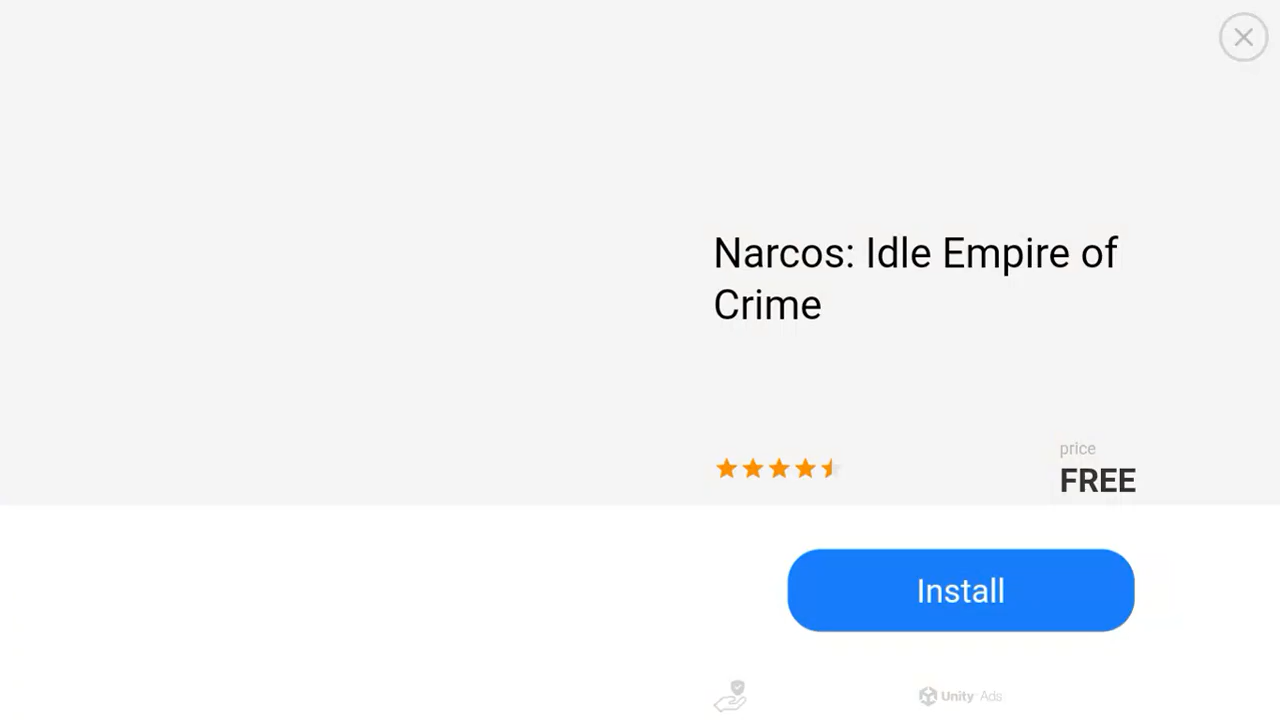 Narcos: Idle Empire of
Crime
price
FREE
Install
Unity Ads